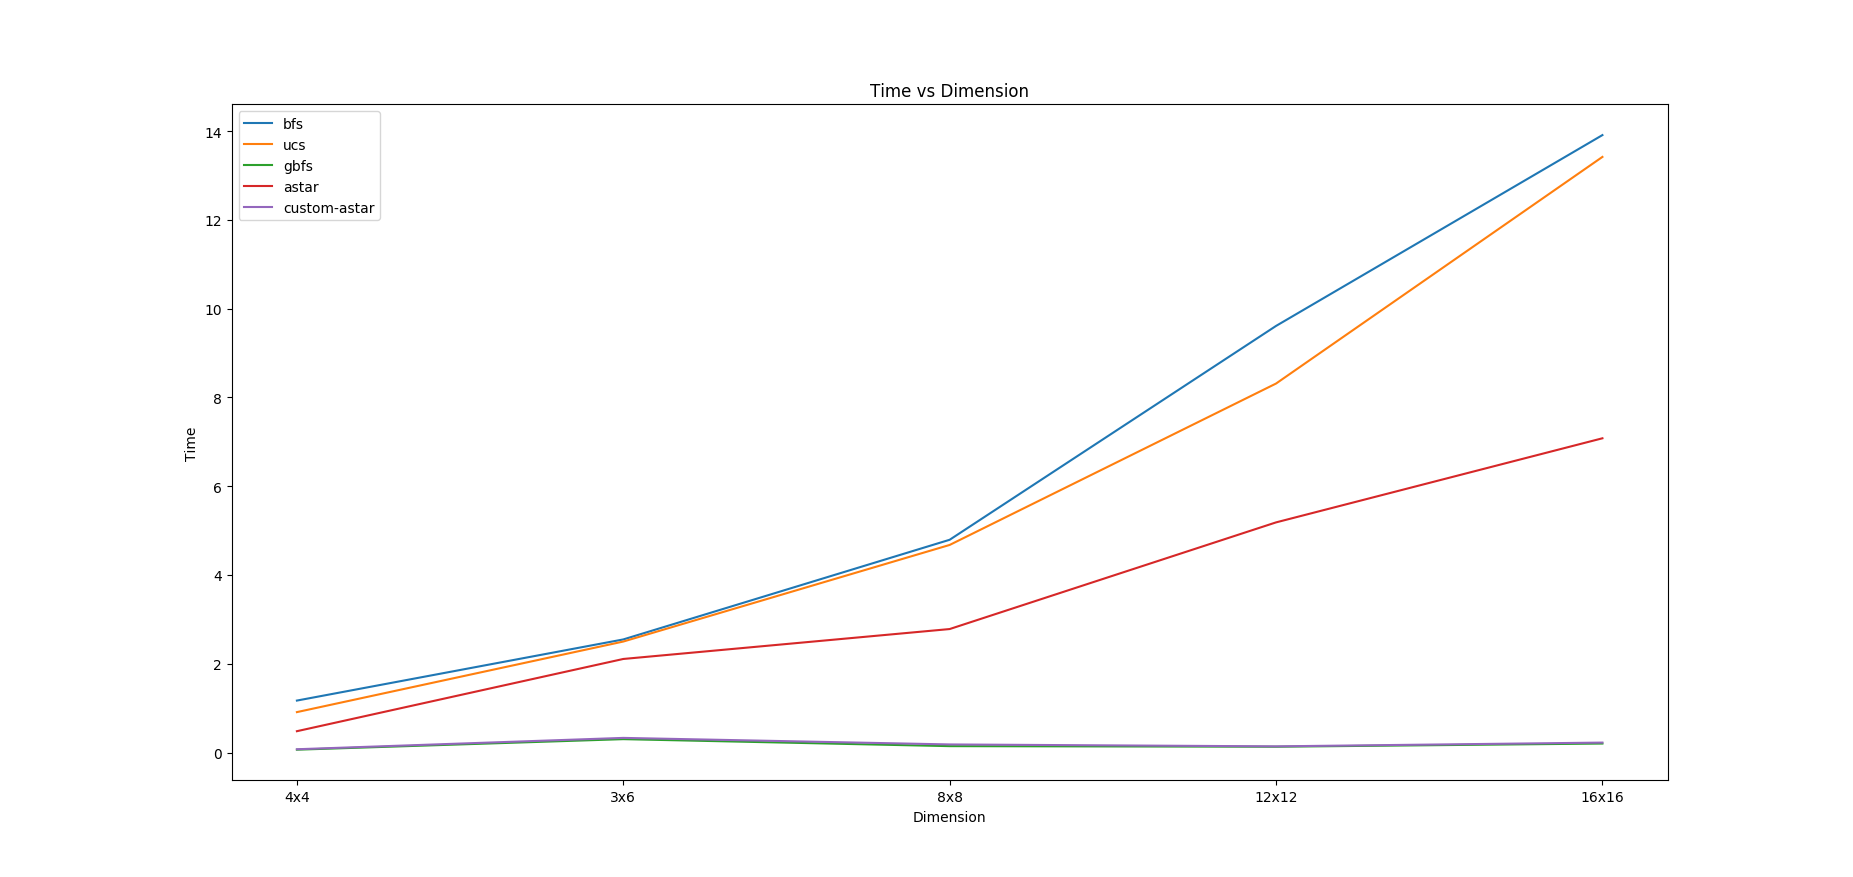 Time vs Dimension
bfs
ucs
gbfs
astar
custom-astar
14
12
10
8
6
4
2
0
Time
4x4 3x6 8x8 12x12 16x16
Dimension